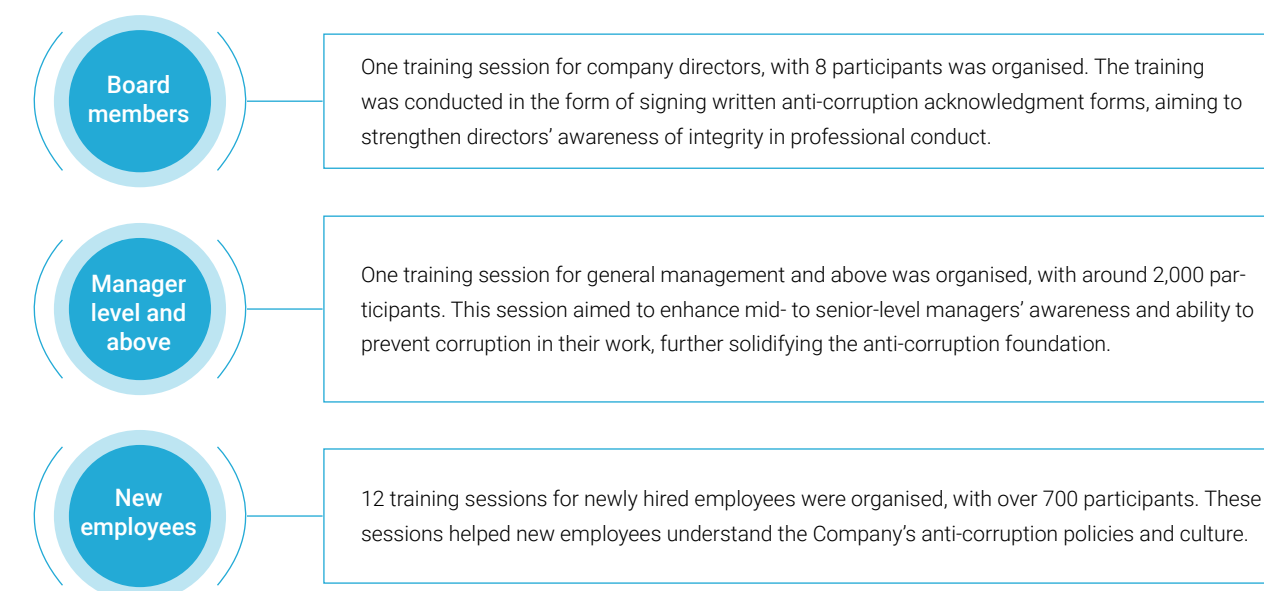 Board
members
One training session for company directors, with 8 participants was organised. The training
was conducted in the form of signing written anti-corruption acknowledgment forms, aiming to
strengthen directors’ awareness of integrity in professional conduct.
Manager
level and
above
One training session for general management and above was organised, with around 2,000 par-
ticipants. This session aimed to enhance mid- to senior-level managers’ awareness and ability to
prevent corruption in their work, further solidifying the anti-corruption foundation.
New
employees
12 training sessions for newly hired employees were organised, with over 700 participants. These
sessions helped new employees understand the Company’s anti-corruption policies and culture.